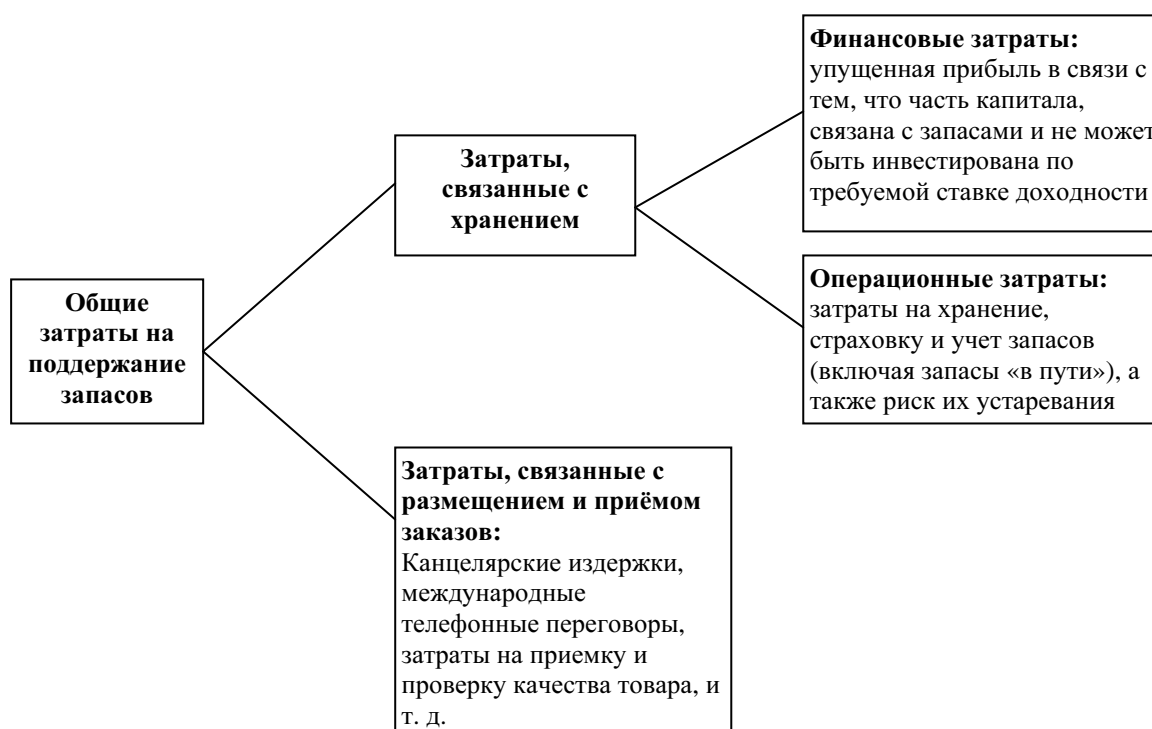 Общие
затраты на
поддержание
запасов
Затраты,
связанные с
хранением
Финансовые затраты:
упущенная прибыль в связи с
тем, что часть капитала,
связана с запасами и не может
быть инвестирована по
требуемой ставке доходности
Операционные затраты:
затраты на хранение,
страховку и учет запасов
(включая запасы «в пути»), а
также риск их устаревания
Затраты, связанные с
размещением и приёмом
заказов:
Канцелярские издержки,
международные
телефонные переговоры,
затраты на приемку и
проверку качества товара, и
т. д.